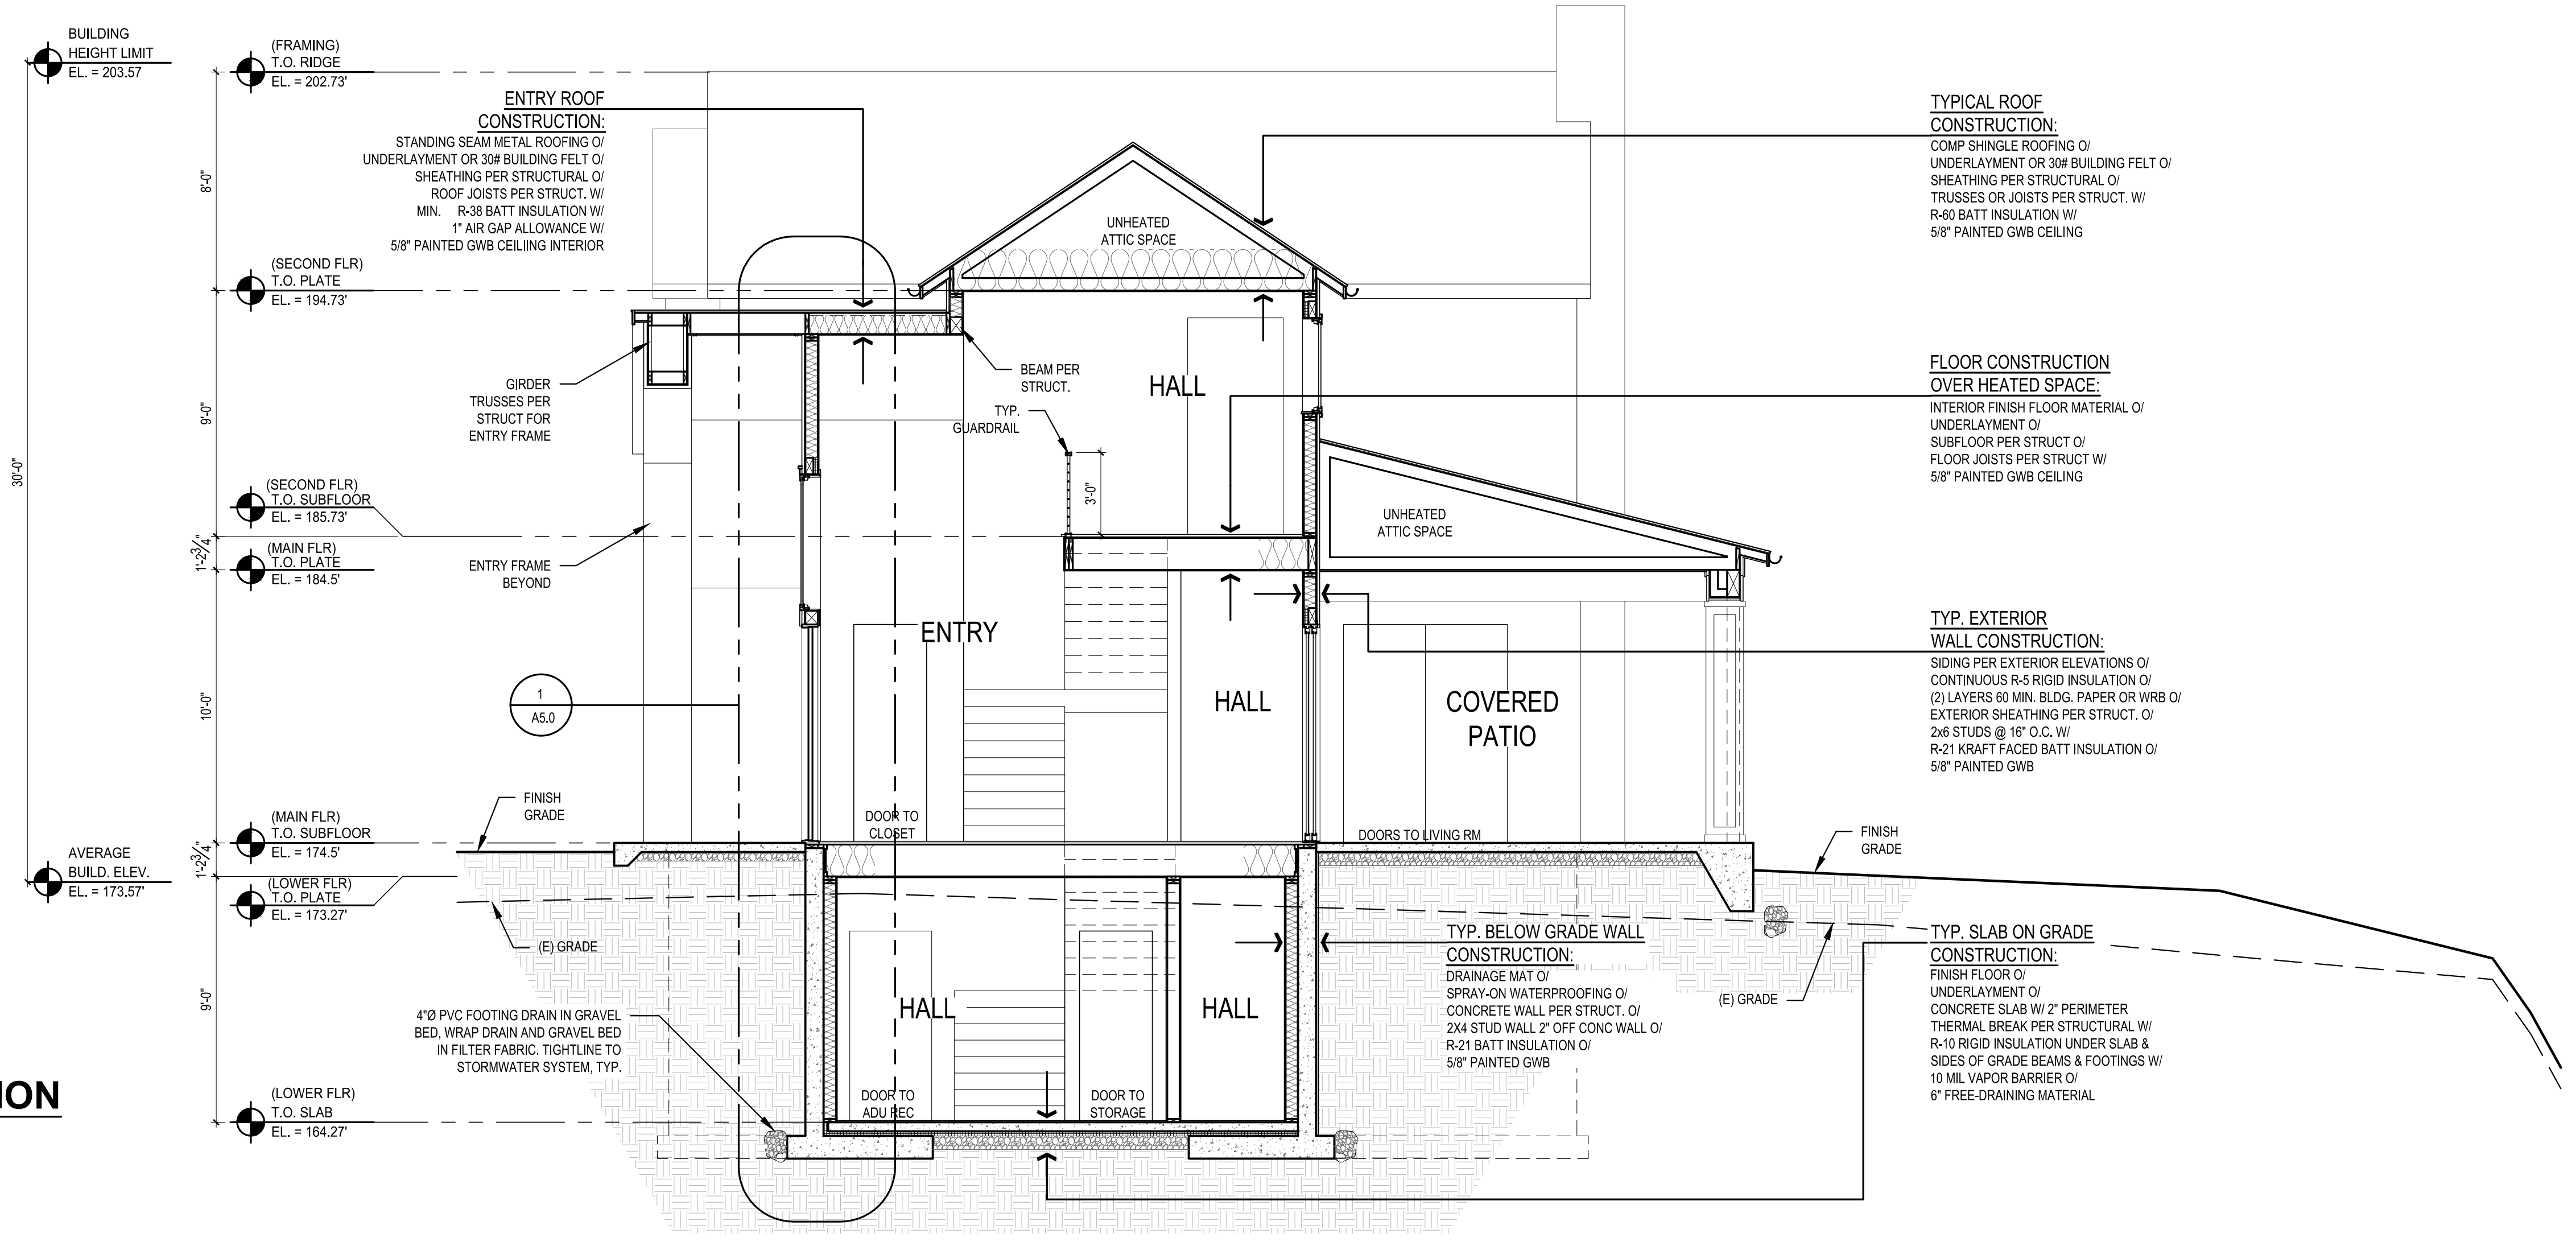 BUILDING
HEIGHT LIMIT
EL. = 203.57
30'-0"
AVERAGE
BUILD. ELEV.
EL. = 173.57'
(FRAMING)
T.O. RIDGE
EL. = 202.73'
8'-0"
(SECOND FLR)
T.O. PLATE
EL. = 194.73'
9'-0"
(SECOND FLR)
T.O. SUBFLOOR
EL. = 185.73'
1'-2 3/4"
(MAIN FLR)
T.O. PLATE
EL. = 184.5'
10'-0"
(MAIN FLR)
T.O. SUBFLOOR
EL. = 174.5'
1'-2 3/4"
(LOWER FLR)
T.O. PLATE
EL. = 173.27'
9'-0"
(LOWER FLR)
T.O. SLAB
EL. = 164.27'
ION
ENTRY ROOF
CONSTRUCTION:
STANDING SEAM METAL ROOFING O/
UNDERLAYMENT OR 30# BUILDING FELT O/
SHEATHING PER STRUCTURAL O/
ROOF JOISTS PER STRUCT. W/
MIN. R-38 BATT INSULATION W/
1" AIR GAP ALLOWANCE W/
5/8" PAINTED GWB CEILIING INTERIOR
GIRDER
TRUSSES PER
STRUCT FOR
ENTRY FRAME
ENTRY FRAME
BEYOND
1
A5.0
FINISH
GRADE
(E) GRADE
4"Ø PVC FOOTING DRAIN IN GRAVEL
BED, WRAP DRAIN AND GRAVEL BED
IN FILTER FABRIC. TIGHTLINE TO
STORMWATER SYSTEM, TYP.
UNHEATED
ATTIC SPACE
BEAM PER
STRUCT.
HALL
TYP.
GUARDRAIL
3'-0"
UNHEATED
ATTIC SPACE
ENTRY
HALL
COVERED
PATIO
DOOR TO
CLOSET
DOORS TO LIVING RM
FINISH
GRADE
HALL
HALL
DOOR TO
ADU REC
DOOR TO
STORAGE
TYP. BELOW GRADE WALL
CONSTRUCTION:
DRAINAGE MAT O/
SPRAY-ON WATERPROOFING O/
CONCRETE WALL PER STRUCT. O/
2X4 STUD WALL 2" OFF CONC WALL O/
R-21 BATT INSULATION O/
5/8" PAINTED GWB
(E) GRADE
TYPICAL ROOF
CONSTRUCTION:
COMP SHINGLE ROOFING O/
UNDERLAYMENT OR 30# BUILDING FELT O/
SHEATHING PER STRUCTURAL O/
TRUSSES OR JOISTS PER STRUCT. W/
R-60 BATT INSULATION W/
5/8" PAINTED GWB CEILING
FLOOR CONSTRUCTION
OVER HEATED SPACE:
INTERIOR FINISH FLOOR MATERIAL O/
UNDERLAYMENT O/
SUBFLOOR PER STRUCT O/
FLOOR JOISTS PER STRUCT W/
5/8" PAINTED GWB CEILING
TYP. EXTERIOR
WALL CONSTRUCTION:
SIDING PER EXTERIOR ELEVATIONS O/
CONTINUOUS R-5 RIGID INSULATION O/
(2) LAYERS 60 MIN. BLDG. PAPER OR WRB O/
EXTERIOR SHEATHING PER STRUCT. O/
2x6 STUDS @ 16" O.C. W/
R-21 KRAFT FACED BATT INSULATION O/
5/8" PAINTED GWB
TYP. SLAB ON GRADE
CONSTRUCTION:
FINISH FLOOR O/
UNDERLAYMENT O/
CONCRETE SLAB W/ 2" PERIMETER
THERMAL BREAK PER STRUCTURAL W/
R-10 RIGID INSULATION UNDER SLAB &
SIDES OF GRADE BEAMS & FOOTINGS W/
10 MIL VAPOR BARRIER O/
6" FREE-DRAINING MATERIAL